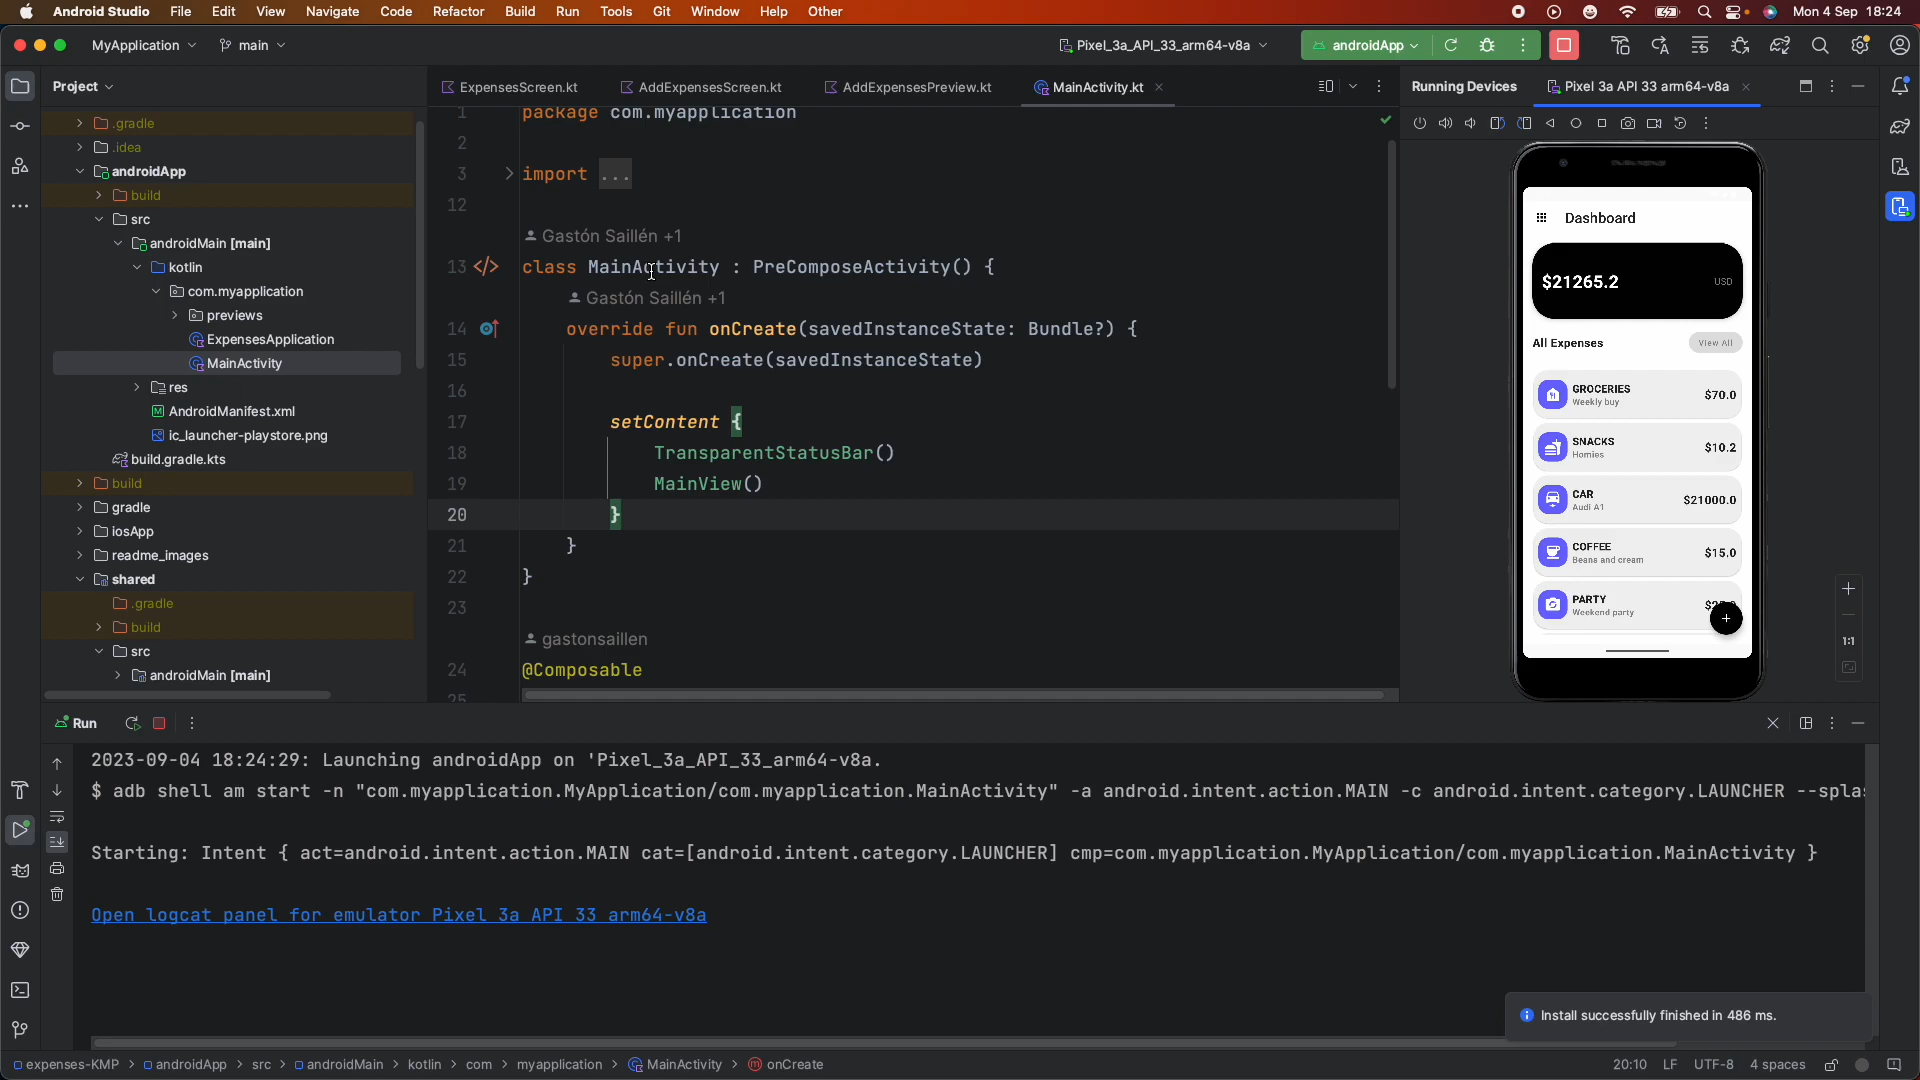 Android Studio File Edit View Navigate Code Refactor Build Run Tools Git Window Help Other Mon 4 Sep 18:24
MyApplication main Pixel_3a_API_33_arm64-v8a androidApp
Project
ExpensesScreen.kt AddExpensesScreen.kt AddExpensesPreview.kt MainActivity.kt
Running Devices Pixel 3a API 33 arm64-v8a
.gradle
.idea
androidApp
build
src
androidMain [main]
kotlin
com.myapplication
previews
ExpensesApplication
MainActivity
res
AndroidManifest.xml
ic_launcher-playstore.png
build.gradle.kts
build
gradle
iosApp
readme_images
shared
.gradle
build
src
androidMain [main]
1 package com.myapplication
2
3 import ...
12
Gastón Saillén +1
13 class MainActivity : PreComposeActivity() {
Gastón Saillén +1
14 override fun onCreate(savedInstanceState: Bundle?) {
15 super.onCreate(savedInstanceState)
16
17 setContent {
18 TransparentStatusBar()
19 MainView()
20 }
21 }
22 }
23
gastonsaillen
24 @Composable
25
Dashboard
$21265.2 USD
All Expenses View All
GROCERIES
Weekly buy
$70.0
SNACKS
Homies
$10.2
CAR
Audi A1
$21000.0
COFFEE
Beans and cream
$15.0
PARTY
Weekend party
+
1:1
Run
2023-09-04 18:24:29: Launching androidApp on 'Pixel_3a_API_33_arm64-v8a.
$ adb shell am start -n "com.myapplication.MyApplication/com.myapplication.MainActivity" -a android.intent.action.MAIN -c android.intent.category.LAUNCHER --spla
Starting: Intent { act=android.intent.action.MAIN cat=[android.intent.category.LAUNCHER] cmp=com.myapplication.MyApplication/com.myapplication.MainActivity }
Open logcat panel for emulator Pixel 3a API 33 arm64-v8a
Install successfully finished in 486 ms.
expenses-KMP > androidApp > src > androidMain > kotlin > com > myapplication > MainActivity > onCreate
20:10 LF UTF-8 4 spaces